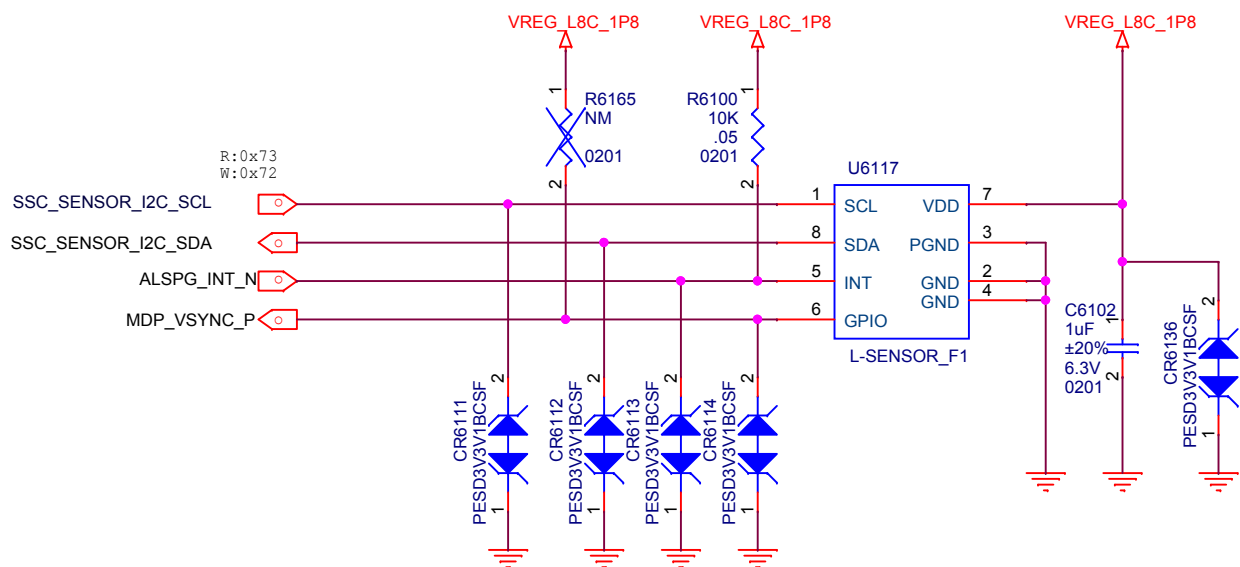 VREG_L8C_1P8
VREG_L8C_1P8
VREG_L8C_1P8
1
R6165
NM
0201
2
1
R6100
10K
.05
0201
2
R:0x73
W:0x72
SSC_SENSOR_I2C_SCL
SSC_SENSOR_I2C_SDA
ALSPG_INT_N
MDP_VSYNC_P
U6117
1 SCL VDD 7
8 SDA PGND 3
5 INT GND 2
GND 4
6 GPIO
L-SENSOR_F1
C6102
1uF
±20%
6.3V
0201
1
2
2
CR6136
PESD3V3V1BCSF
1
2
CR6111
PESD3V3V1BCSF
1
2
CR6112
PESD3V3V1BCSF
1
2
CR6113
PESD3V3V1BCSF
1
2
CR6114
PESD3V3V1BCSF
1